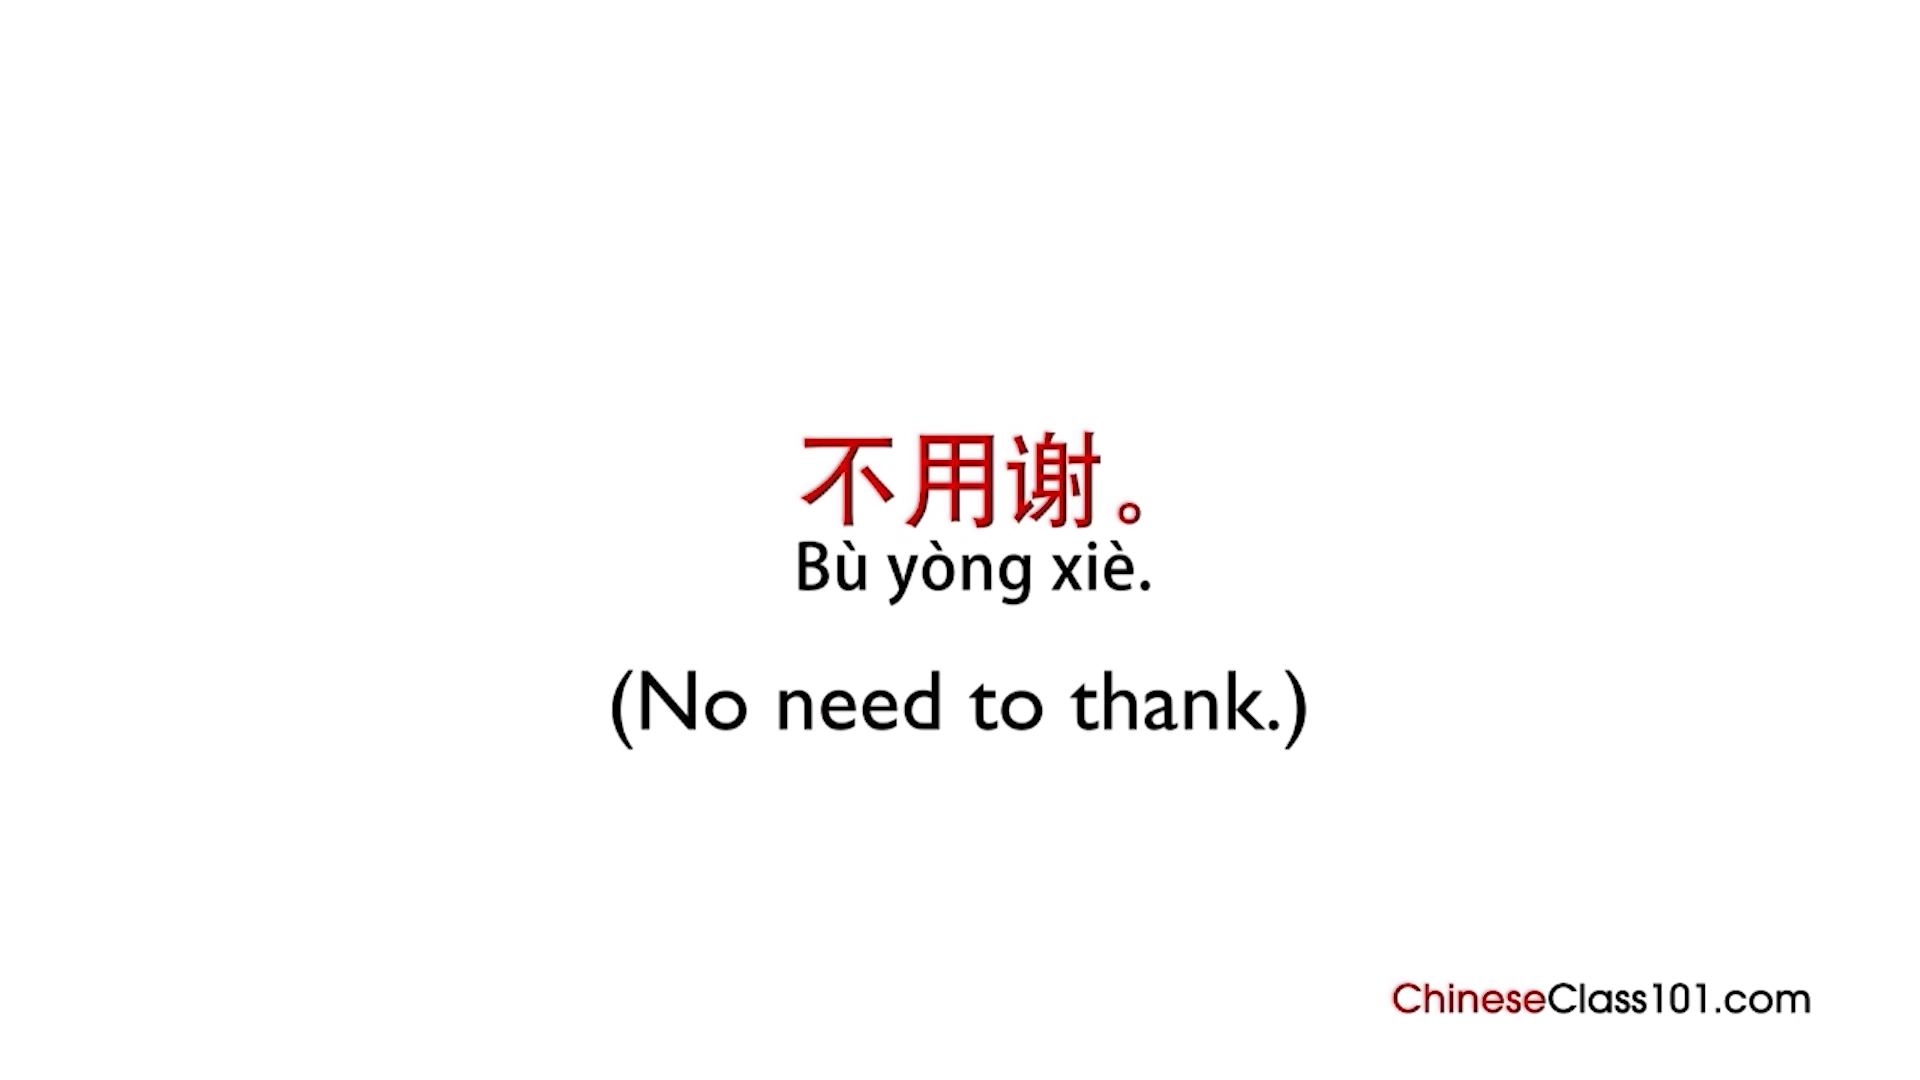 不用谢。
Bù yòng xiè.
(No need to thank.)
ChineseClass101.com